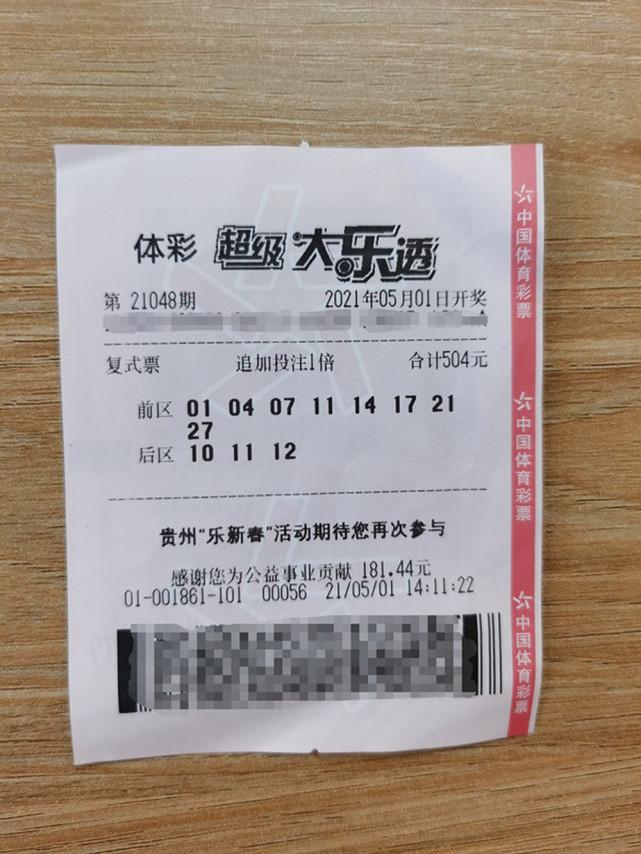 体彩 超级大乐透
第 21048期 2021年05月01日开奖
复式票 追加投注1倍 合计504元
前区 01 04 07 11 14 17 21
27
后区 10 11 12
贵州“乐新春”活动期待您再次参与
感谢您为公益事业贡献 181.44元
01-001861-101 00056 21/05/01 14:11:22
中国体育彩票
中国体育彩票
中国体育彩票